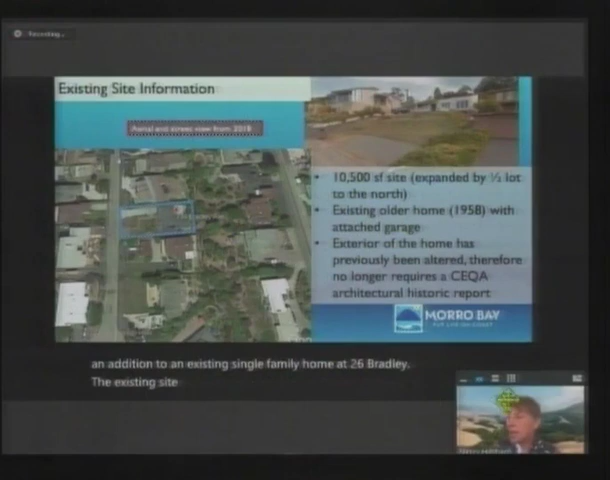 Recording...
Existing Site Information
Aerial and street view from 2018
• 10,500 sf site (expanded by ½ lot
to the north)
• Existing older home (1958) with
attached garage
• Exterior of the home has
previously been altered, therefore
no longer requires a CEQA
architectural historic report
MORRO BAY
an addition to an existing single family home at 26 Bradley.
The existing site